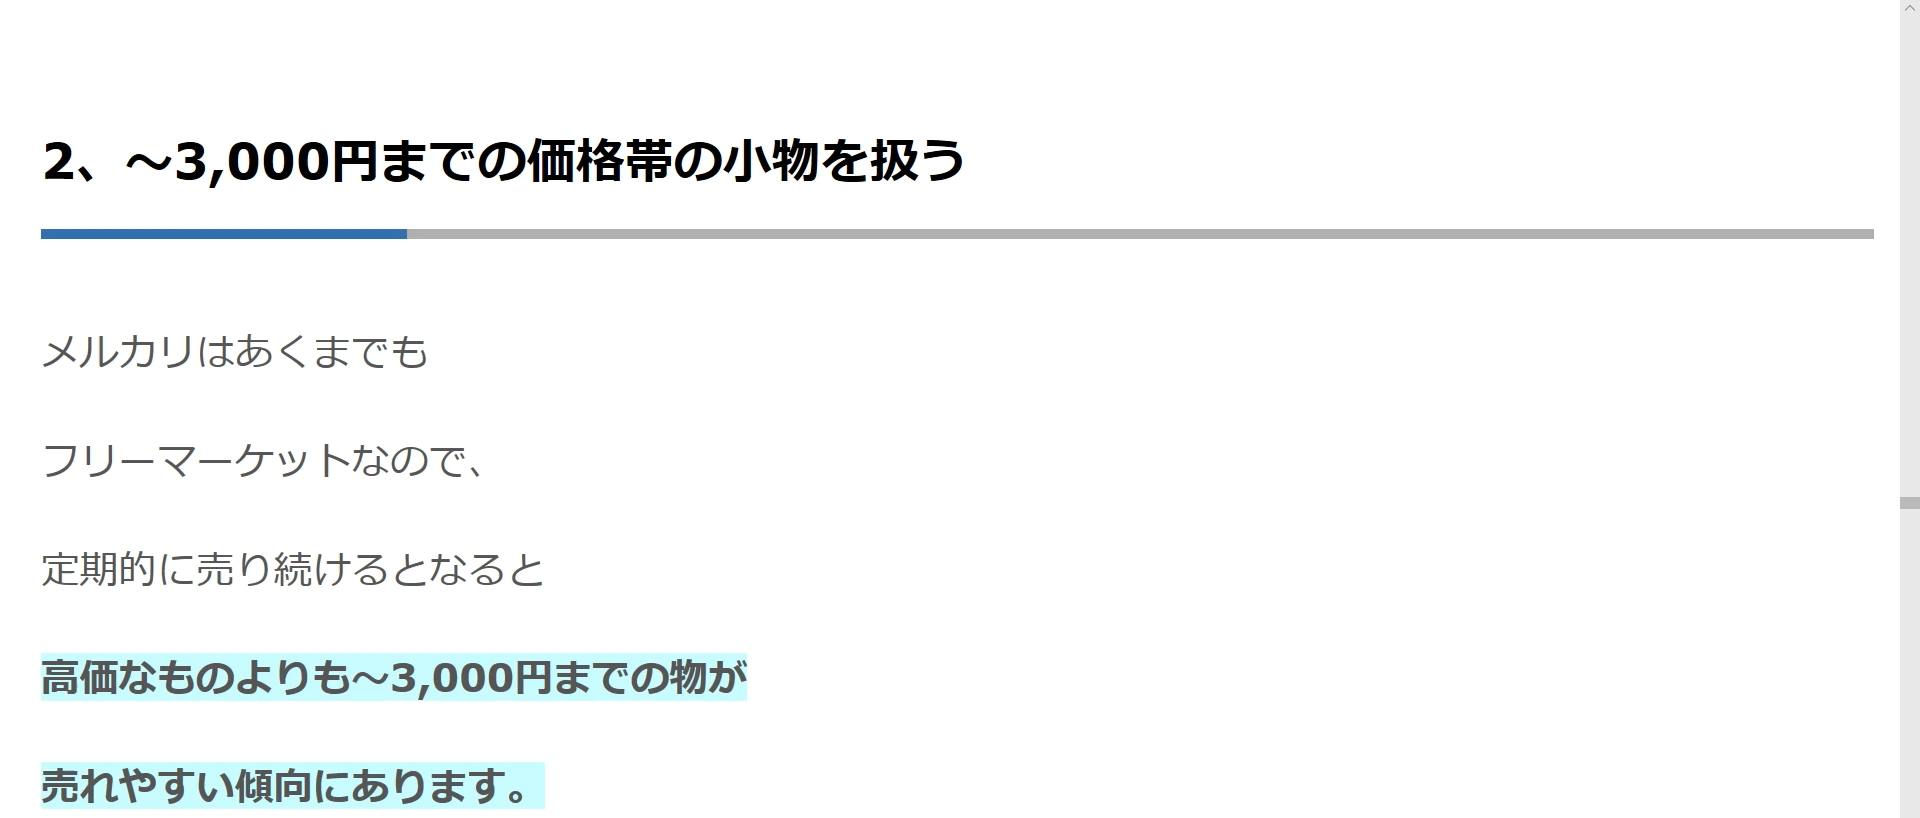 2、～3,000円までの価格帯の小物を扱う
メルカリはあくまでも
フリーマーケットなので、
定期的に売り続けるとなると
高価なものよりも～3,000円までの物が
売れやすい傾向にあります。